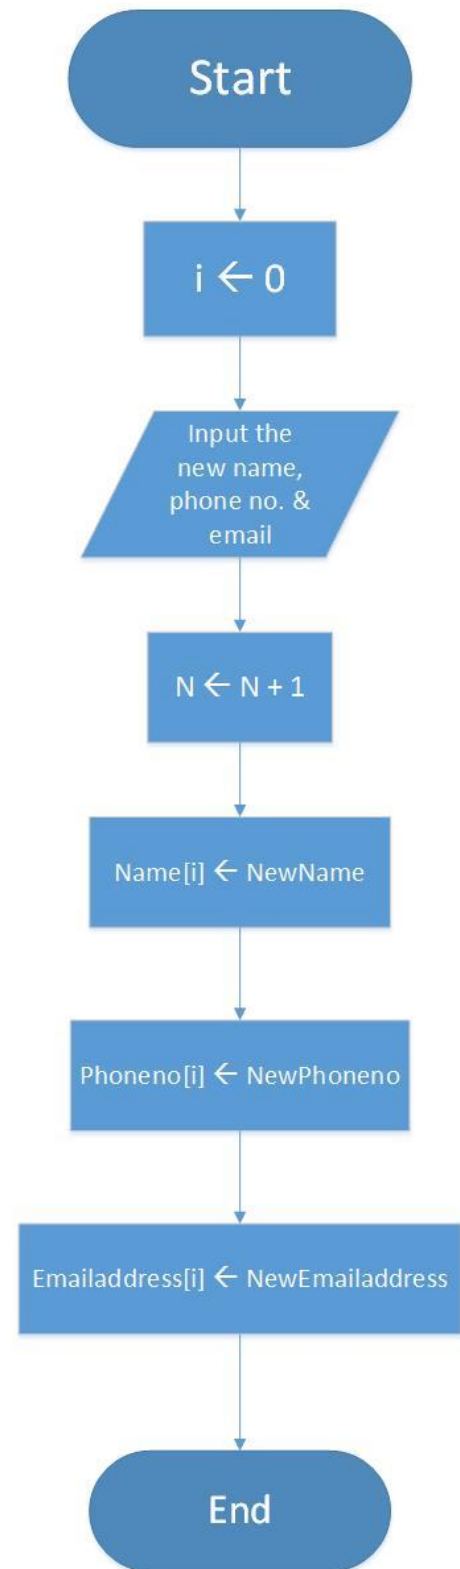 Start
i ← 0
Input the
new name,
phone no. &
email
N ← N + 1
Name[i] ← NewName
Phoneno[i] ← NewPhoneno
Emailaddress[i] ← NewEmailaddress
End